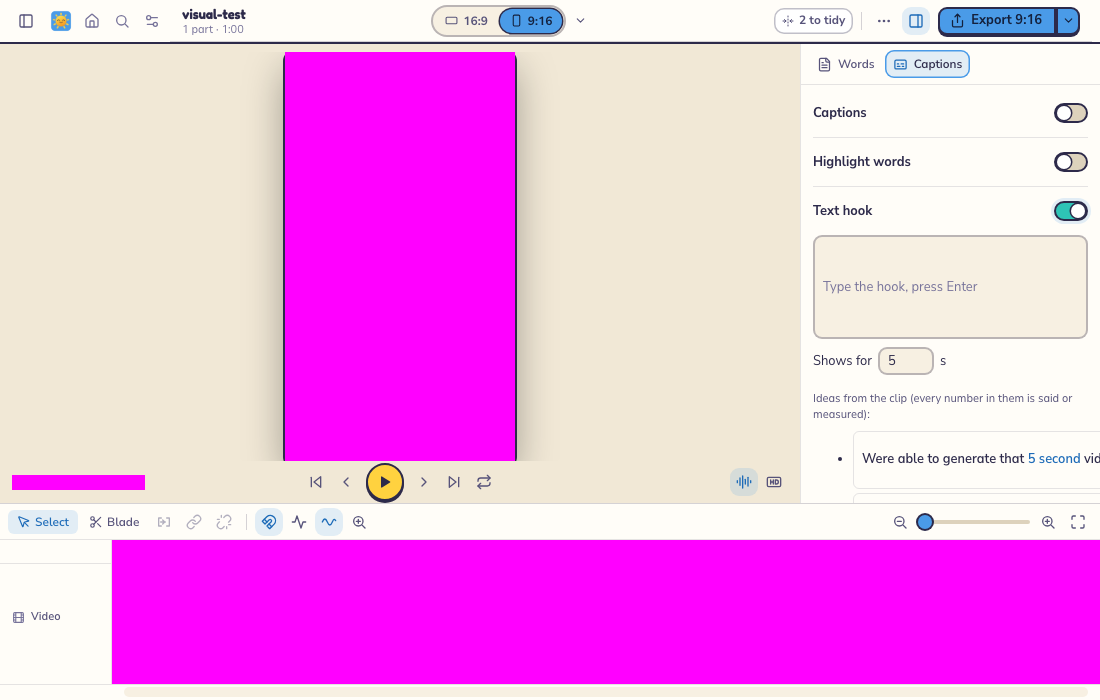 visual-test
1 part · 1:00
16:9
9:16
2 to tidy
Export 9:16
Words
Captions
Captions
Highlight words
Text hook
Type the hook, press Enter
Shows for 5 s
Ideas from the clip (every number in them is said or
measured):
• Were able to generate that 5 second vid
HD
Select
Blade
Video